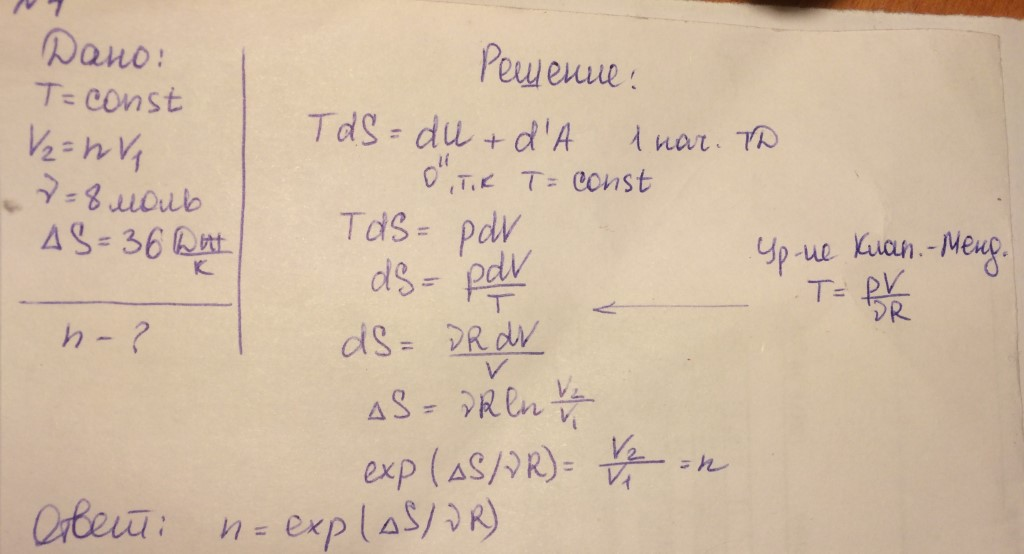 Дано:
T = const
V₂ = n V₁
ν = 8 моль
ΔS = 36 Дж/К
n - ?
Решение:
TdS = dU + d'A 1 нач. ТД
0", т.к T = const
TdS = pdV
dS = pdV/T
Ур-ие Клап.-Менд.
T = pV/νR
dS = νR dV/V
ΔS = νR ln V₂/V₁
exp (ΔS/νR) = V₂/V₁ = n
Ответ: n = exp (ΔS/νR)